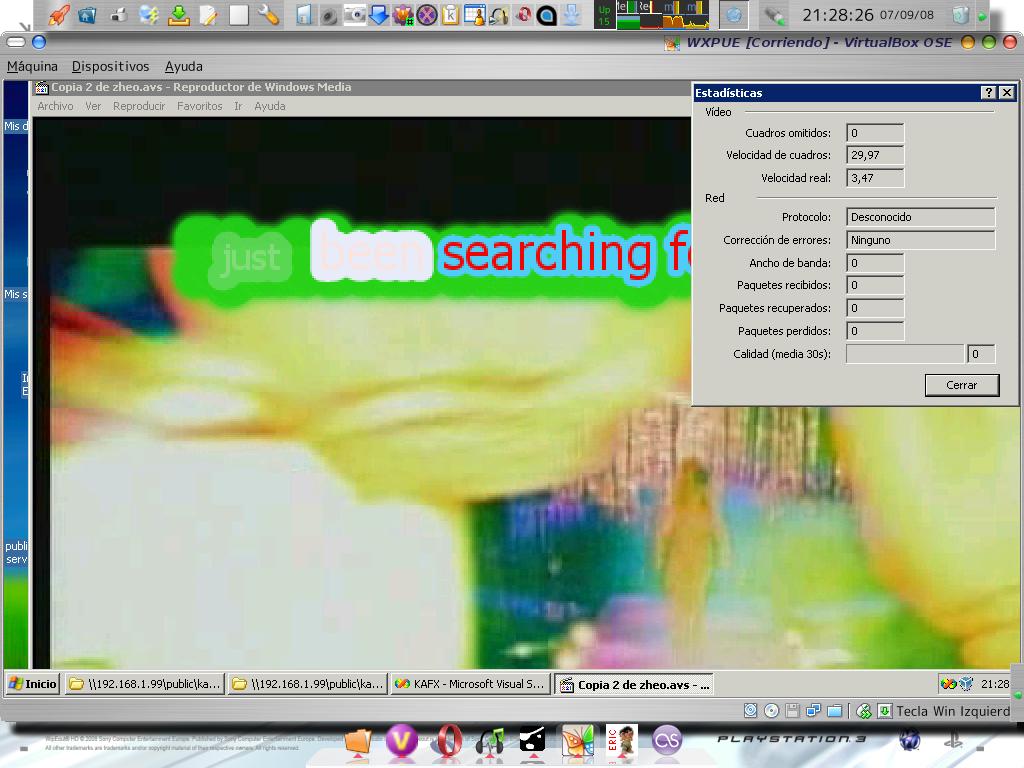 Up
15
21:28:26 07/09/08
WXPUE [Corriendo] - VirtualBox OSE
Máquina Dispositivos Ayuda
Copia 2 de zheo.avs - Reproductor de Windows Media
Archivo Ver Reproducir Favoritos Ir Ayuda
Mis d
Mis s
publi
serv
just been searching fo
Estadísticas
Vídeo
Cuadros omitidos: 0
Velocidad de cuadros: 29,97
Velocidad real: 3,47
Red
Protocolo: Desconocido
Corrección de errores: Ninguno
Ancho de banda: 0
Paquetes recibidos: 0
Paquetes recuperados: 0
Paquetes perdidos: 0
Calidad (media 30s): 0
Cerrar
Inicio
\\192.168.1.99\public\ka...
\\192.168.1.99\public\ka...
KAFX - Microsoft Visual S...
Copia 2 de zheo.avs - ...
21:28
Tecla Win Izquierd
ERIC
PLAYSTATION 3